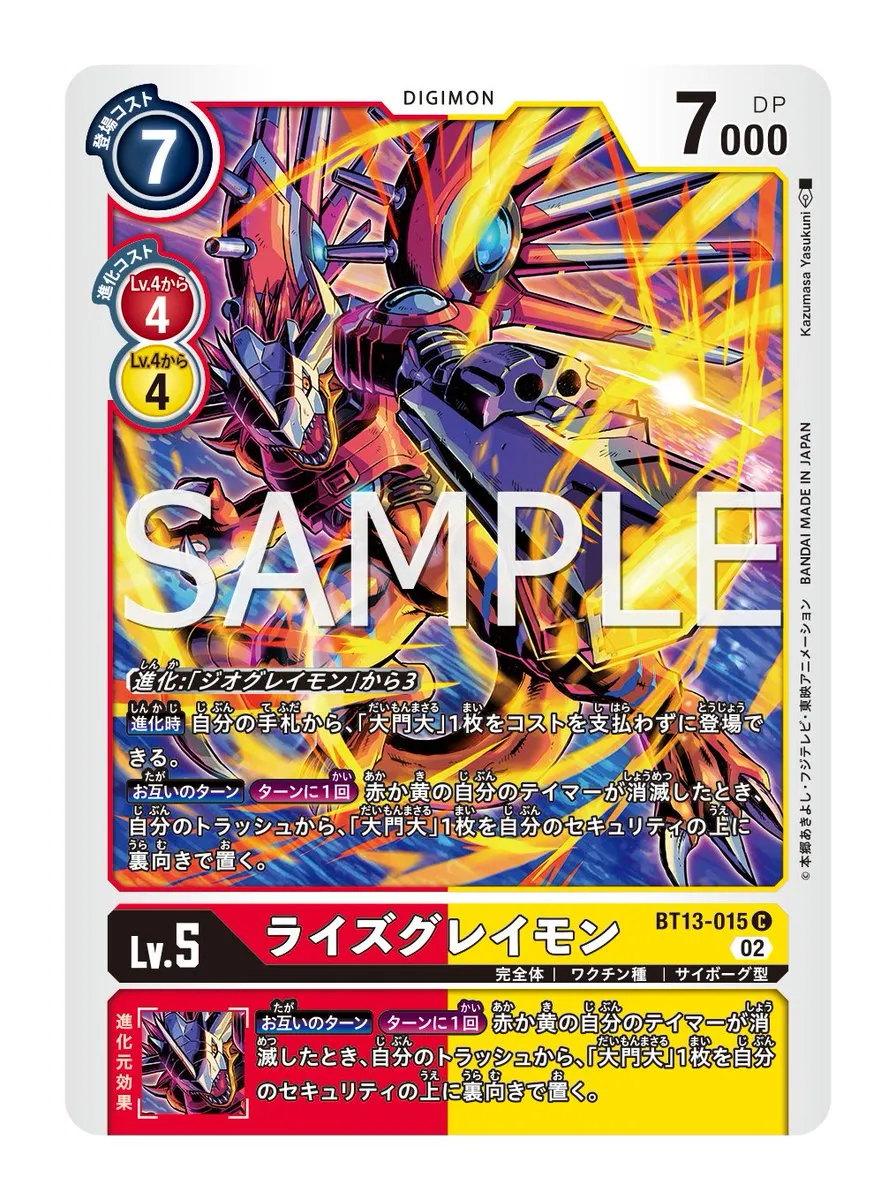 DIGIMON
登場コスト
7
7000
DP
進化コスト
Lv.4から
4
Lv.4から
4
Kazumasa Yasukuni
© 本郷あきよし・フジテレビ・東映アニメーション BANDAI MADE IN JAPAN
SAMPLE
進化:「ジオグレイモン」から3
進化時 自分の手札から、「大門大」1枚をコストを支払わずに登場で
きる。
お互いのターン ターンに1回 赤か黄の自分のテイマーが消滅したとき、
自分のトラッシュから、「大門大」1枚を自分のセキュリティの上に
裏向きで置く。
Lv.5
ライズグレイモン
BT13-015 C
02
完全体 | ワクチン種 | サイボーグ型
進化元効果
お互いのターン ターンに1回 赤か黄の自分のテイマーが消
滅したとき、自分のトラッシュから、「大門大」1枚を自分
のセキュリティの上に裏向きで置く。